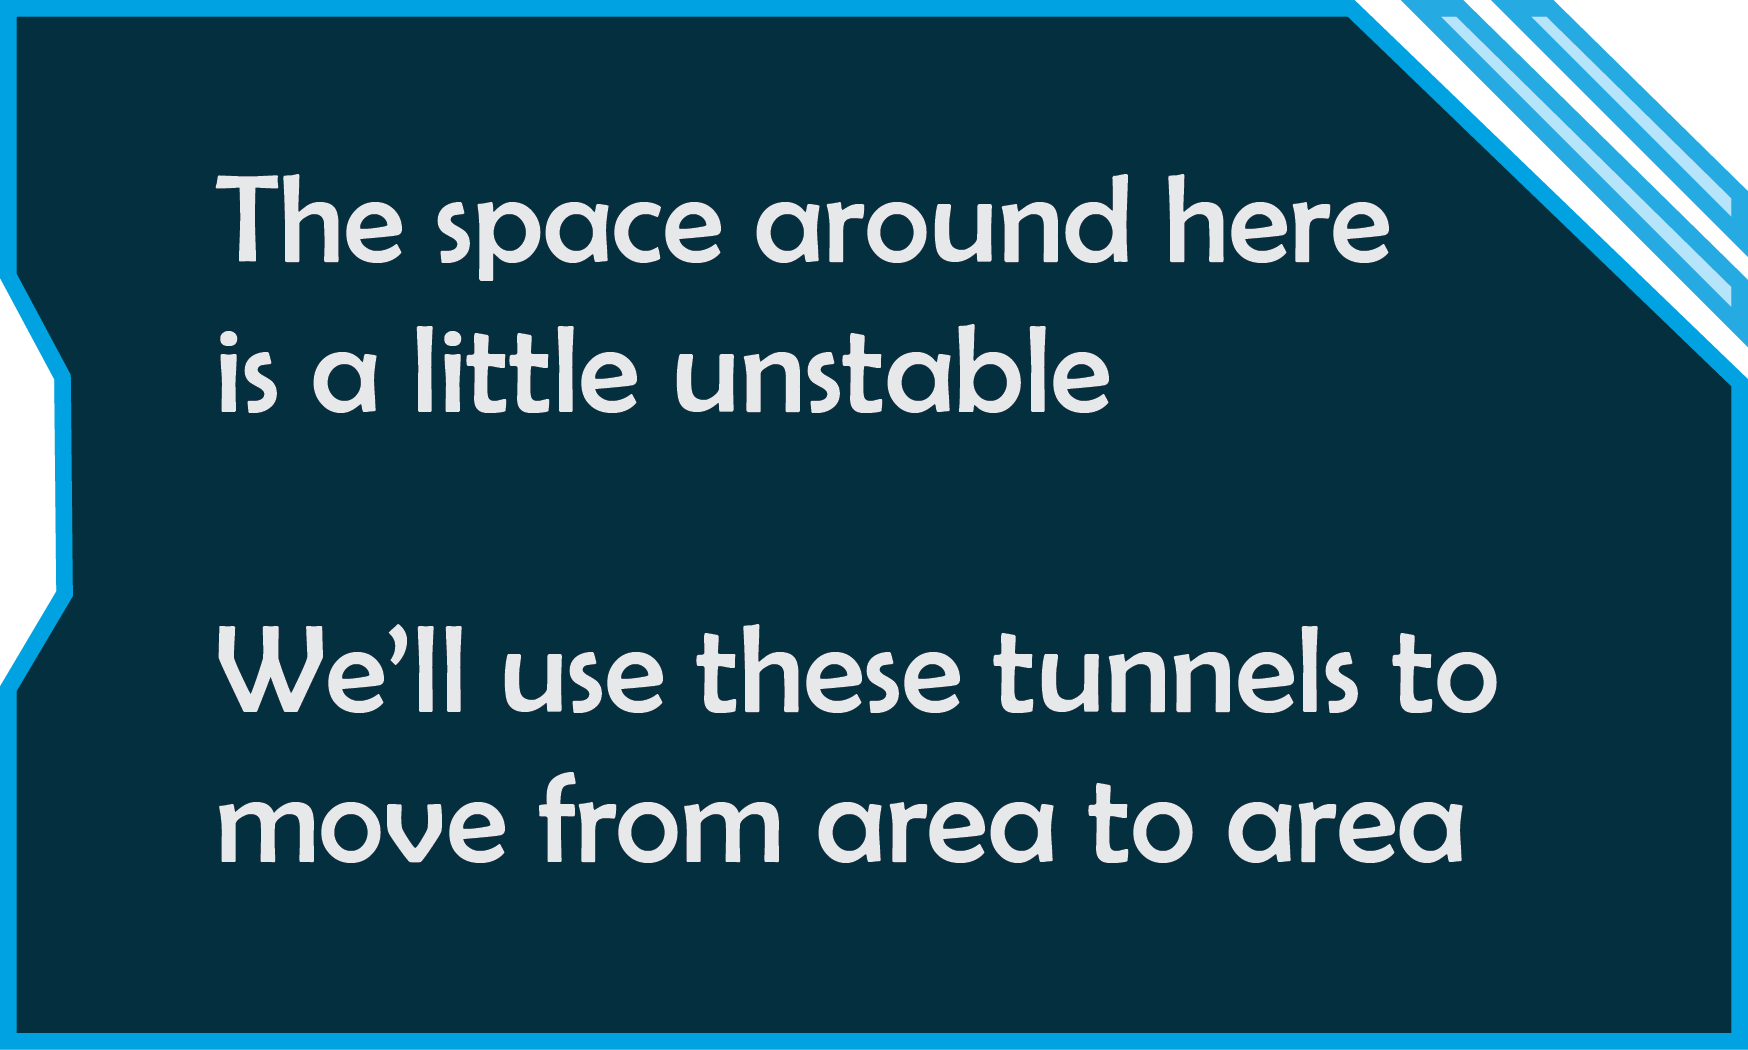 The space around here
is a little unstable
We’ll use these tunnels to
move from area to area